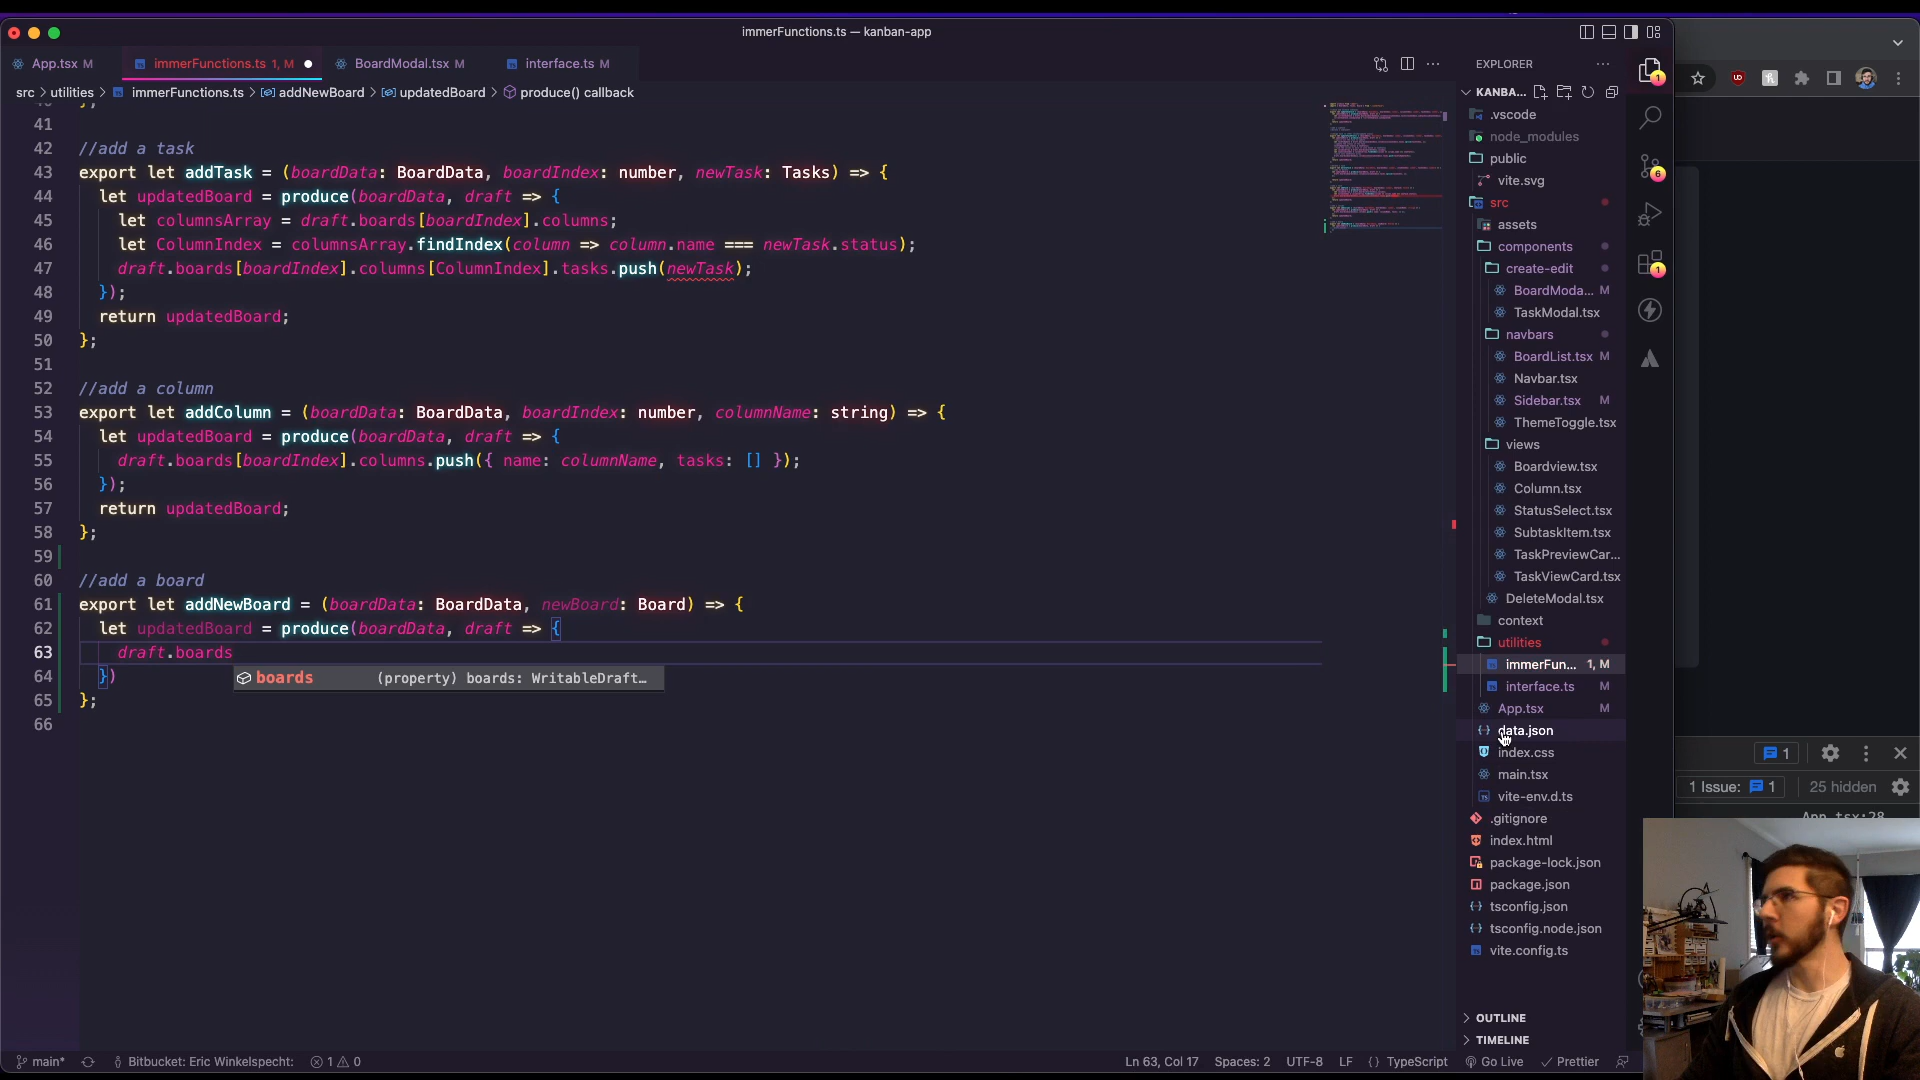 immerFunctions.ts — kanban-app
App.tsx M
immerFunctions.ts 1, M
BoardModal.tsx M
interface.ts M
src > utilities > immerFunctions.ts > addNewBoard > updatedBoard > produce() callback
41
42 //add a task
43 export let addTask = (boardData: BoardData, boardIndex: number, newTask: Tasks) => {
44 let updatedBoard = produce(boardData, draft => {
45 let columnsArray = draft.boards[boardIndex].columns;
46 let ColumnIndex = columnsArray.findIndex(column => column.name === newTask.status);
47 draft.boards[boardIndex].columns[ColumnIndex].tasks.push(newTask);
48 });
49 return updatedBoard;
50 };
51
52 //add a column
53 export let addColumn = (boardData: BoardData, boardIndex: number, columnName: string) => {
54 let updatedBoard = produce(boardData, draft => {
55 draft.boards[boardIndex].columns.push({ name: columnName, tasks: [] });
56 });
57 return updatedBoard;
58 };
59
60 //add a board
61 export let addNewBoard = (boardData: BoardData, newBoard: Board) => {
62 let updatedBoard = produce(boardData, draft => {
63 draft.boards
64 })
boards (property) boards: WritableDraft…
65 };
66
EXPLORER
KANBA...
.vscode
node_modules
public
vite.svg
src
assets
components
create-edit
BoardModa... M
TaskModal.tsx
navbars
BoardList.tsx M
Navbar.tsx
Sidebar.tsx M
ThemeToggle.tsx
views
Boardview.tsx
Column.tsx
StatusSelect.tsx
SubtaskItem.tsx
TaskPreviewCar...
TaskViewCard.tsx
DeleteModal.tsx
context
utilities
immerFun... 1, M
interface.ts M
App.tsx M
data.json
index.css
main.tsx
vite-env.d.ts
.gitignore
index.html
package-lock.json
package.json
tsconfig.json
tsconfig.node.json
vite.config.ts
OUTLINE
TIMELINE
1
6
1
1
1 Issue: 1
25 hidden
App.tsx:28
main*
Bitbucket: Eric Winkelspecht:
1 0
Ln 63, Col 17
Spaces: 2
UTF-8
LF
{} TypeScript
Go Live
Prettier